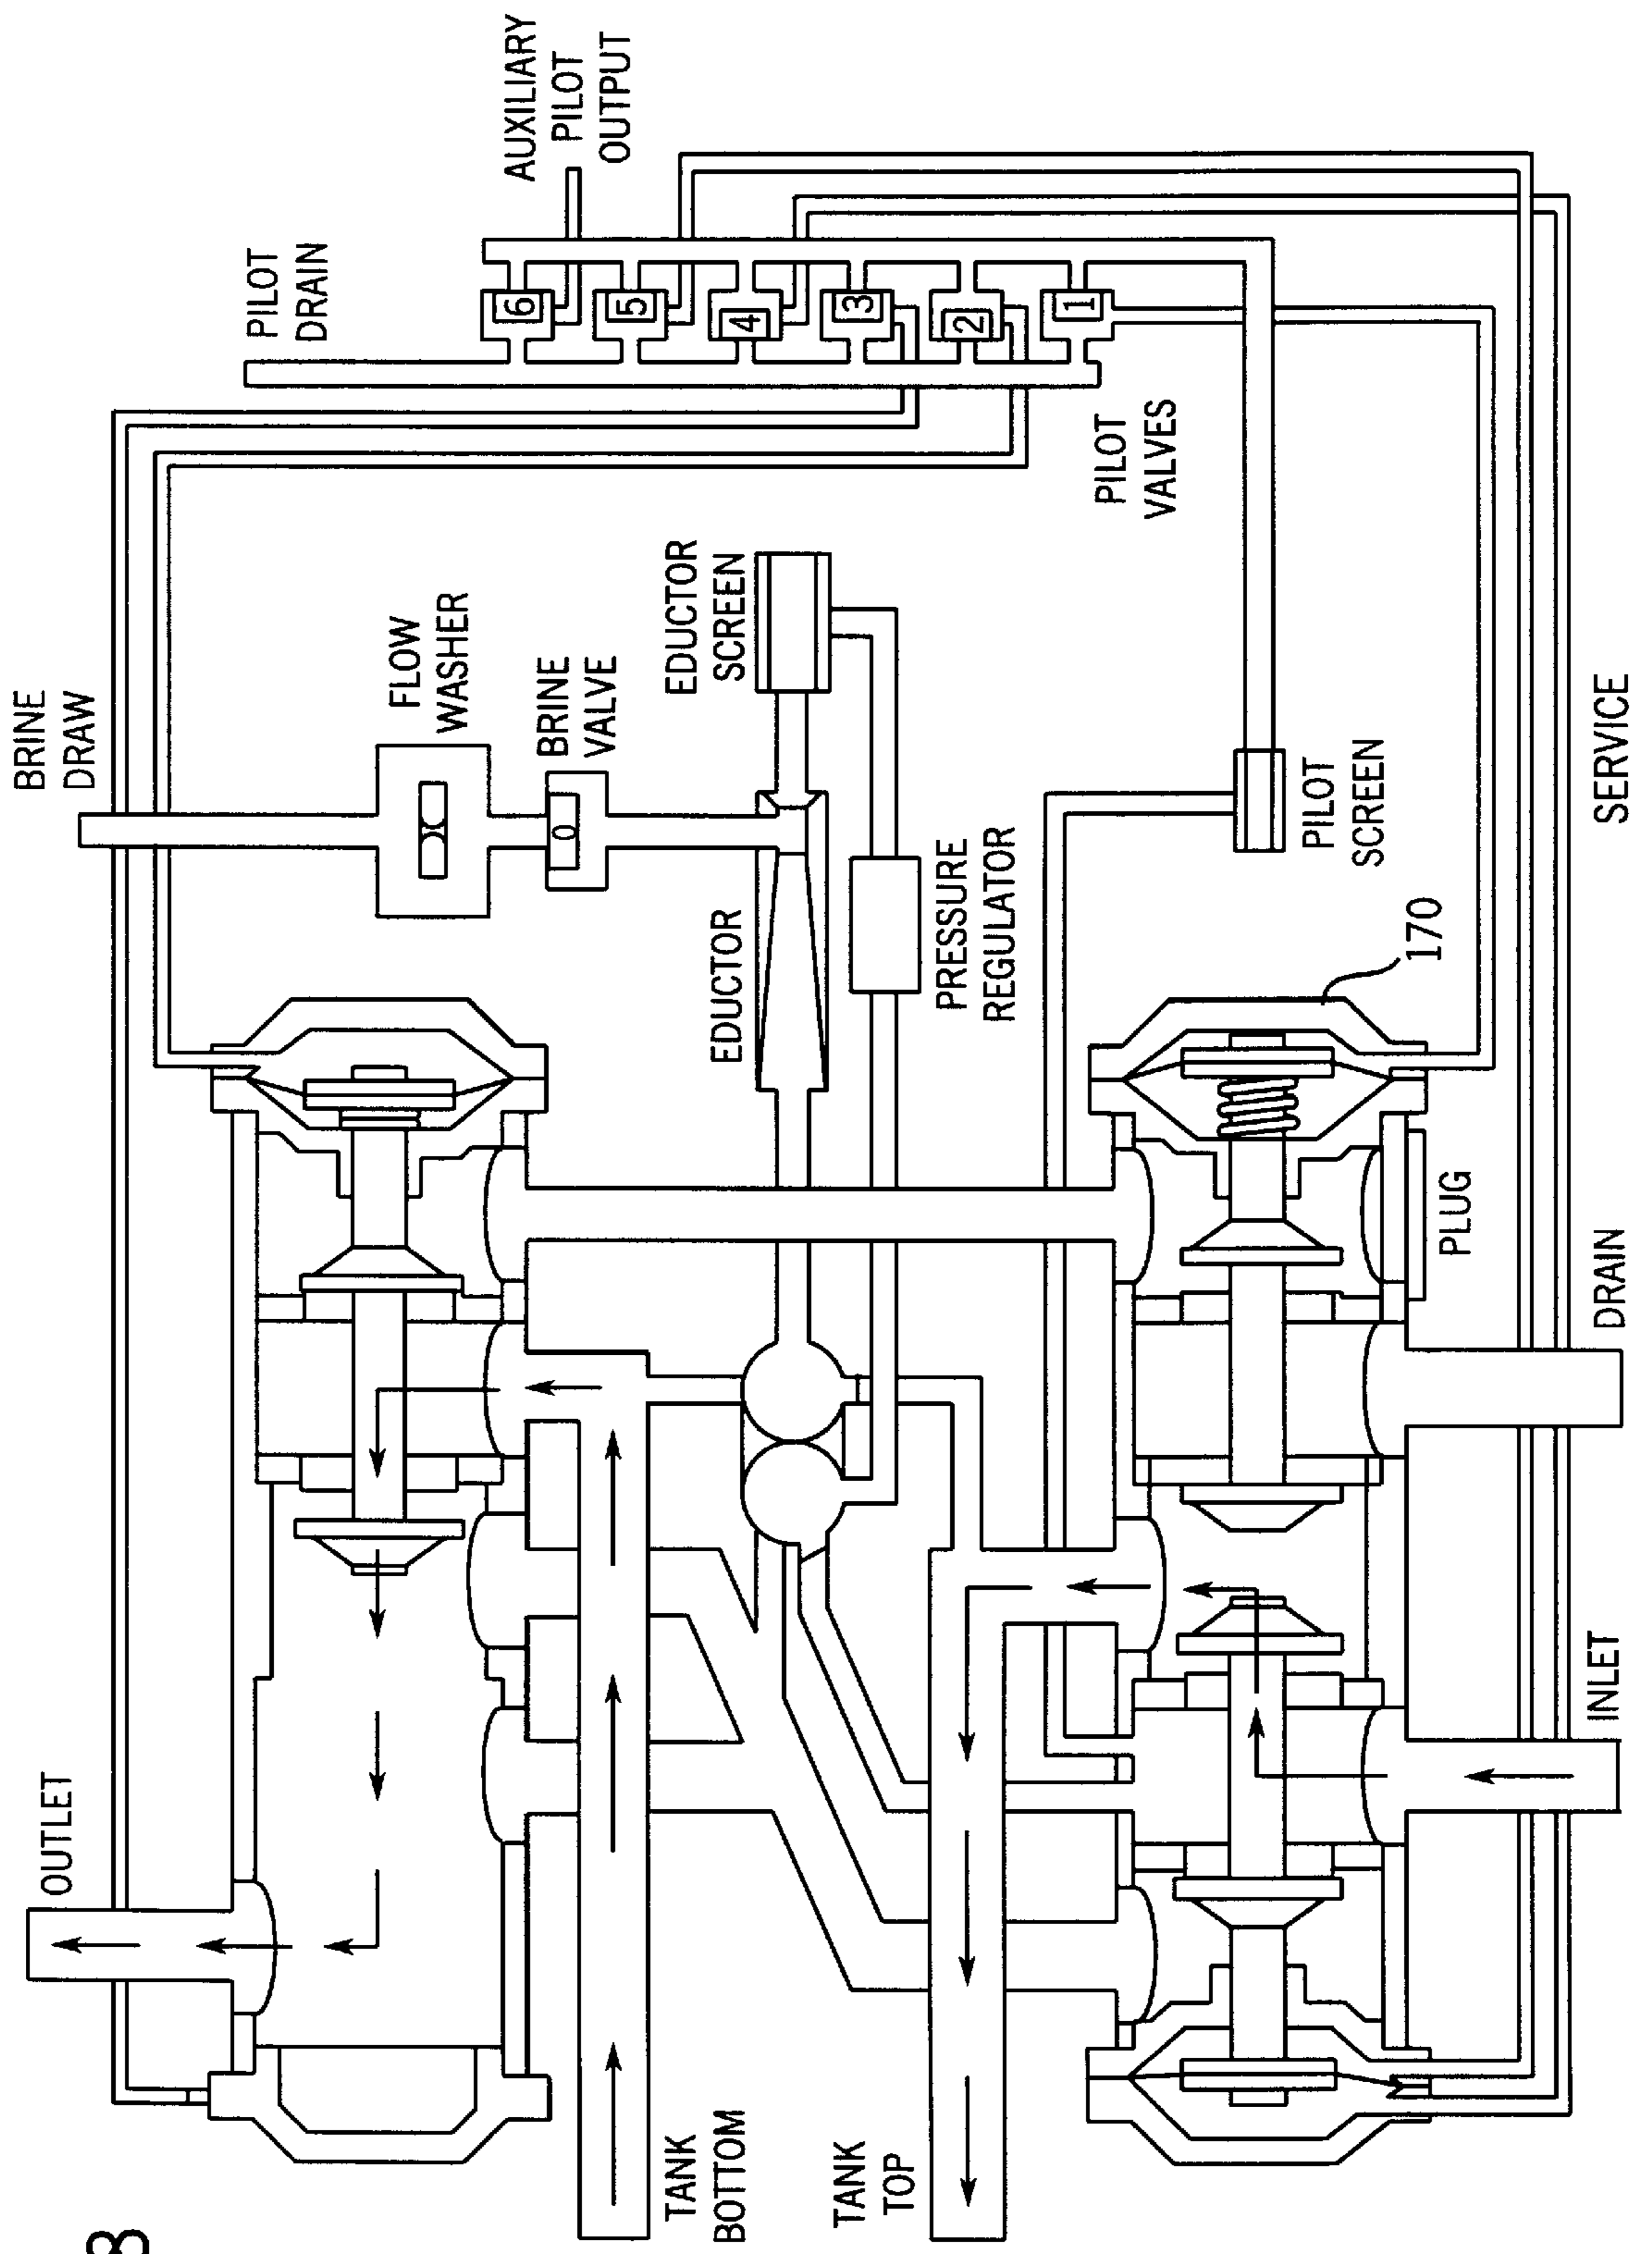 8
OUTLET
BRINE
DRAW
PILOT
DRAIN
AUXILIARY
PILOT
OUTPUT
FLOW
WASHER
BRINE
VALVE
0
EDUCTOR
EDUCTOR
SCREEN
6
5
4
3
2
1
TANK
BOTTOM
TANK
TOP
PRESSURE
REGULATOR
PILOT
VALVES
PILOT
SCREEN
170
PLUG
INLET
DRAIN
SERVICE